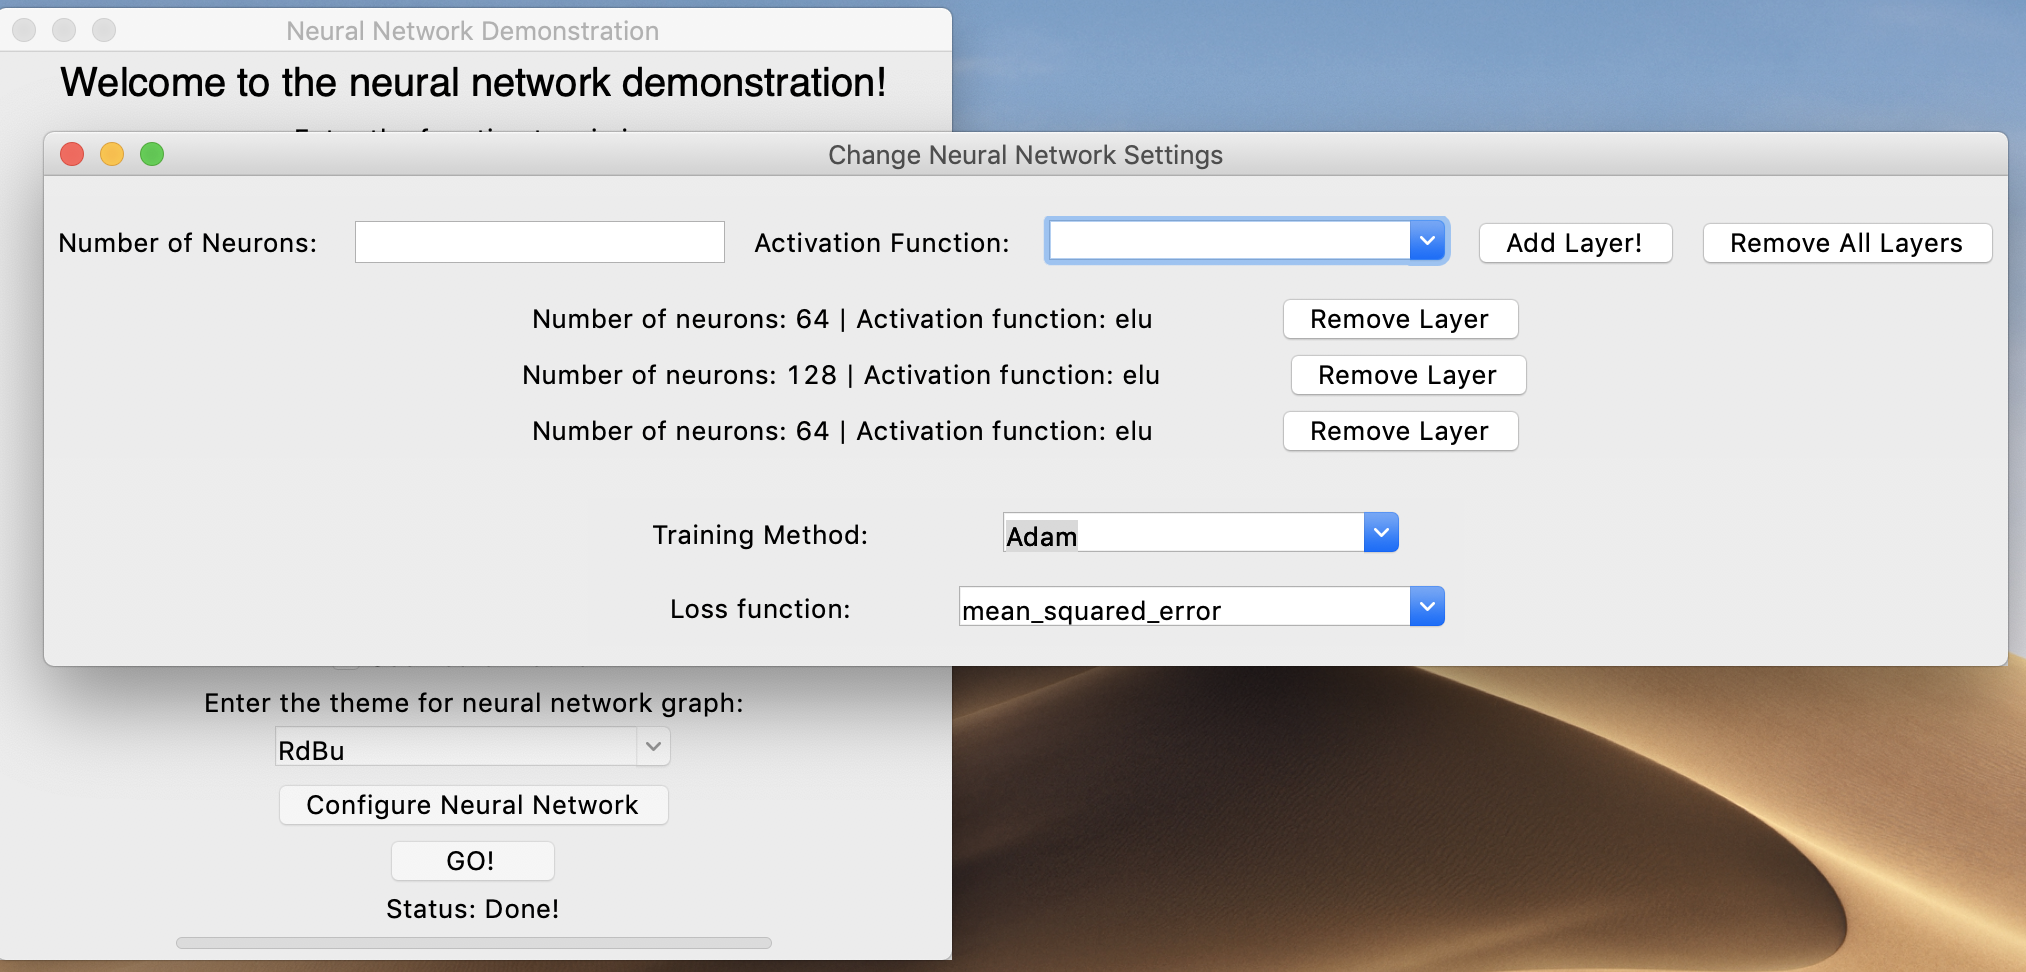 Neural Network Demonstration
Welcome to the neural network demonstration!
Change Neural Network Settings
Number of Neurons: Activation Function: Add Layer! Remove All Layers
Number of neurons: 64 | Activation function: elu Remove Layer
Number of neurons: 128 | Activation function: elu Remove Layer
Number of neurons: 64 | Activation function: elu Remove Layer
Training Method: Adam
Loss function: mean_squared_error
Enter the theme for neural network graph:
RdBu
Configure Neural Network
GO!
Status: Done!